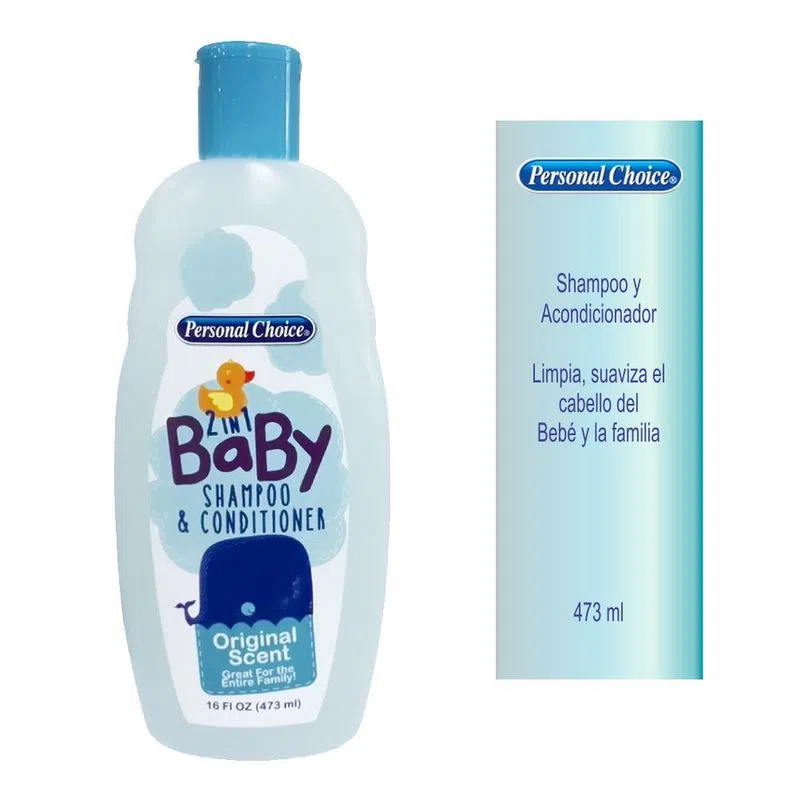 Personal Choice®
2 IN 1
BaBy
SHAMPOO
& CONDITIONER
Original
Scent
Great For the
Entire Family!
16 Fl OZ (473 ml)
Personal Choice®
Shampoo y
Acondicionador
Limpia, suaviza el
cabello del
Bebé y la familia
473 ml